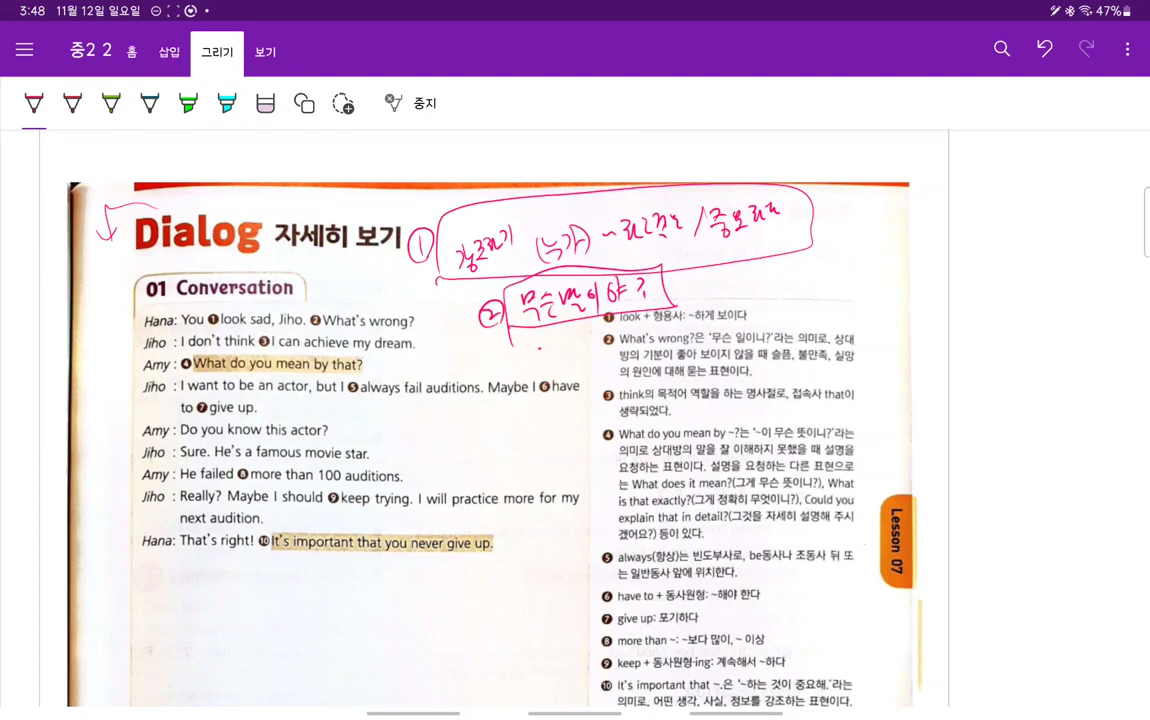 3:48 11월 12일 일요일 47%
중2 2 홈 삽입 그리기 보기
중지
Dialog 자세히 보기
① 강조하기 (누가) ~하는 것은 / 중요하다
② 무슨일이야?
01 Conversation
Hana: You ❶look sad, Jiho. ❷What's wrong?
Jiho : I don't think ❸I can achieve my dream.
Amy : ❹What do you mean by that?
Jiho : I want to be an actor, but I ❺always fail auditions. Maybe I ❻have
to ❼give up.
Amy : Do you know this actor?
Jiho : Sure. He's a famous movie star.
Amy : He failed ❽more than 100 auditions.
Jiho : Really? Maybe I should ❾keep trying. I will practice more for my
next audition.
Hana: That's right! ❿It's important that you never give up.
❶ look + 형용사: ~하게 보이다
❷ What's wrong?은 '무슨 일이니?'라는 의미로, 상대
방의 기분이 좋아 보이지 않을 때 슬픔, 불만족, 실망
의 원인에 대해 묻는 표현이다.
❸ think의 목적어 역할을 하는 명사절로, 접속사 that이
생략되었다.
❹ What do you mean by ~?는 '~이 무슨 뜻이니?'라는
의미로 상대방의 말을 잘 이해하지 못했을 때 설명을
요청하는 표현이다. 설명을 요청하는 다른 표현으로
는 What does it mean?(그게 무슨 뜻이니?), What
is that exactly?(그게 정확히 무엇이니?), Could you
explain that in detail?(그것을 자세히 설명해 주시
겠어요?) 등이 있다.
❺ always(항상)는 빈도부사로, be동사나 조동사 뒤 또
는 일반동사 앞에 위치한다.
❻ have to + 동사원형: ~해야 한다
❼ give up: 포기하다
❽ more than ~: ~보다 많이, ~ 이상
❾ keep + 동사원형-ing: 계속해서 ~하다
❿ It's important that ~.은 '~하는 것이 중요해.'라는
의미로, 어떤 생각, 사실, 정보를 강조하는 표현이다.
Lesson 07